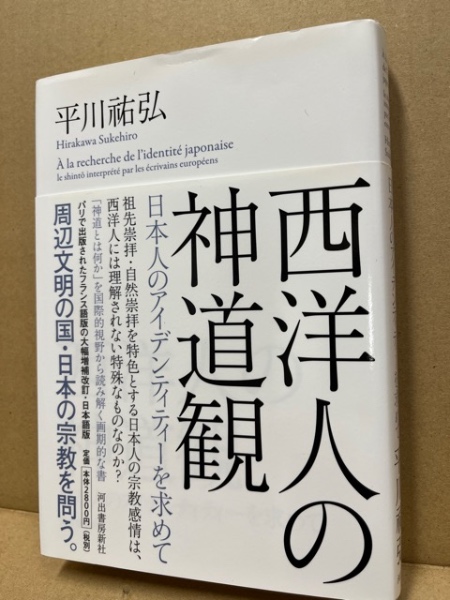 平川祐弘
Hirakawa Sukehiro
À la recherche de l'identité japonaise
le shintō interprété par les écrivains européens
西洋人の
神道観
日本人のアイデンティティーを求めて
祖先崇拝・自然崇拝を特色とする日本人の宗教感情は、
西洋人には理解されない特殊なものなのか?
「神道とは何か」を国際的視野から読み解く画期的な書
河出書房新社
パリで出版されたフランス語版の大幅増補改訂・日本語版
定価 本体2800円(税別)
周辺文明の国・日本の宗教を問う。